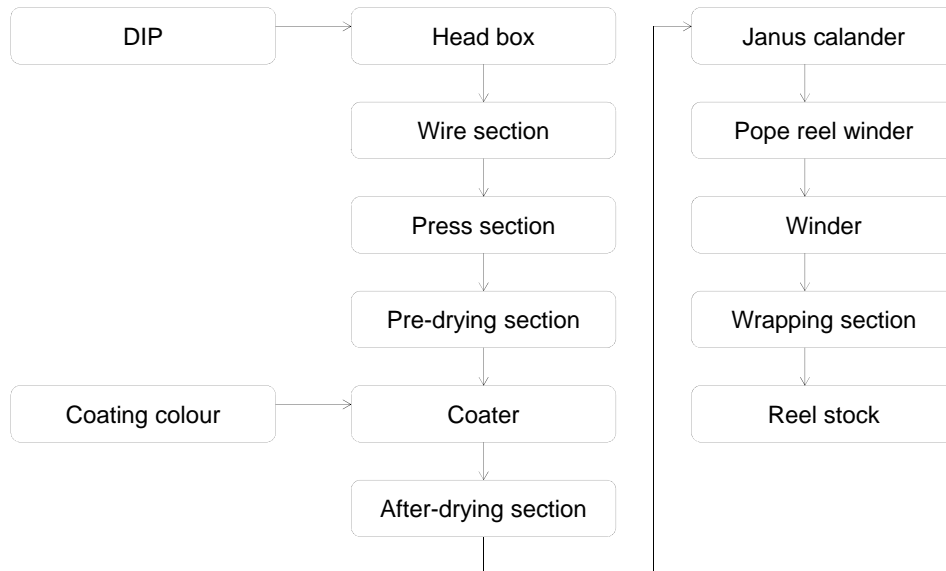 DIP
Head box
Wire section
Press section
Pre-drying section
Coating colour
Coater
After-drying section
Janus calander
Pope reel winder
Winder
Wrapping section
Reel stock